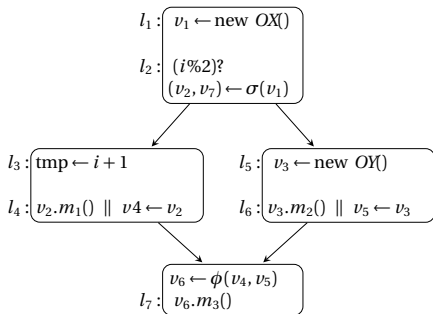 l₁: v₁ ← new OX()
l₂: (i%2)?
(v₂, v₇) ← σ(v₁)
l₃: tmp ← i + 1
l₄: v₂.m₁() || v4 ← v₂
l₅: v₃ ← new OY()
l₆: v₃.m₂() || v₅ ← v₃
v₆ ← ϕ(v₄, v₅)
l₇: v₆.m₃()